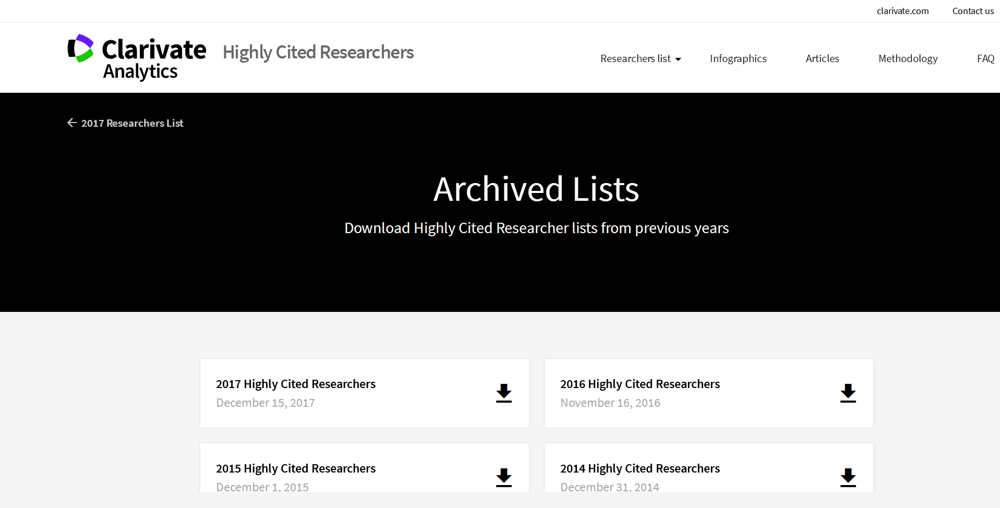 clarivate.com Contact us
Clarivate
Analytics
Highly Cited Researchers
Researchers list Infographics Articles Methodology FAQ
2017 Researchers List
Archived Lists
Download Highly Cited Researcher lists from previous years
2017 Highly Cited Researchers
December 15, 2017
2016 Highly Cited Researchers
November 16, 2016
2015 Highly Cited Researchers
December 1, 2015
2014 Highly Cited Researchers
December 31, 2014